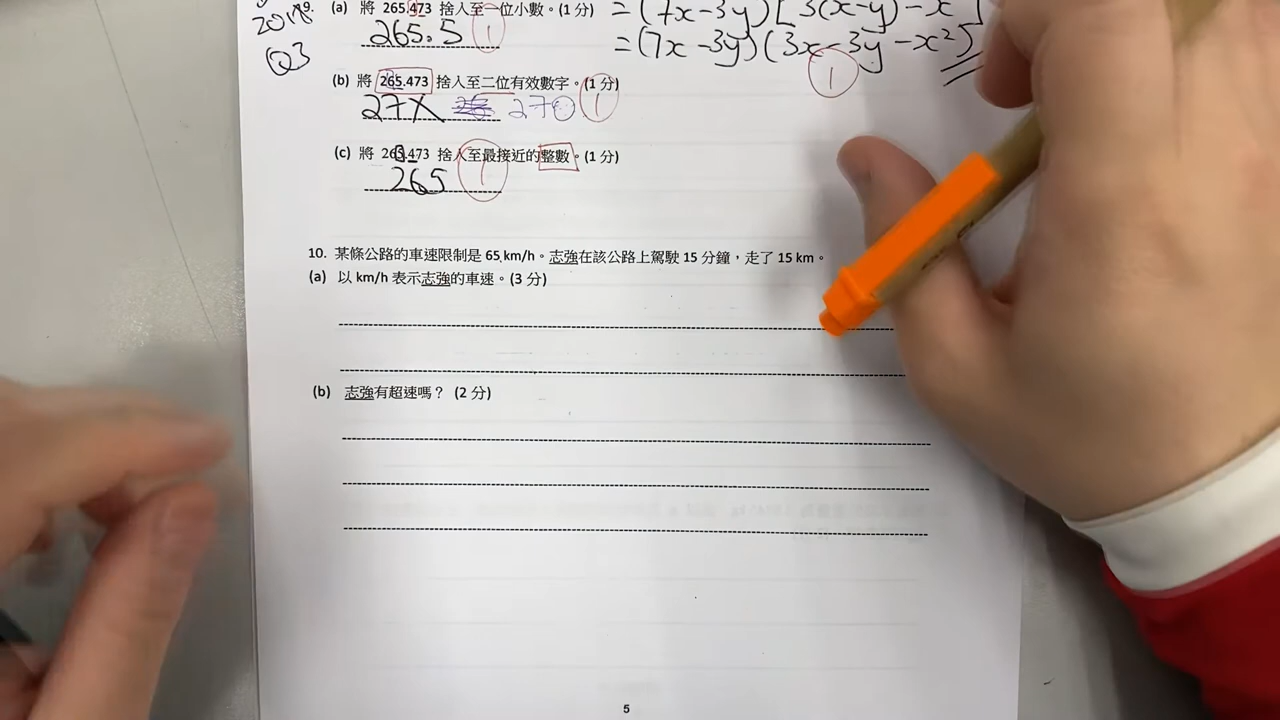 9. (a) 將 265.473 捨入至一位小數。(1 分) = (7x-3y)[3(x-y)-x]
2018 265.5 1 = (7x-3y)(3x-3y-x²)
Q3 1
(b) 將 265.473 捨入至二位有效數字。(1 分)
27 270 1
(c) 將 265.473 捨入至最接近的整數。(1 分)
265 1
10. 某條公路的車速限制是 65 km/h。志強在該公路上駕駛 15 分鐘，走了 15 km。
(a) 以 km/h 表示志強的車速。(3 分)
(b) 志強有超速嗎？ (2 分)
5